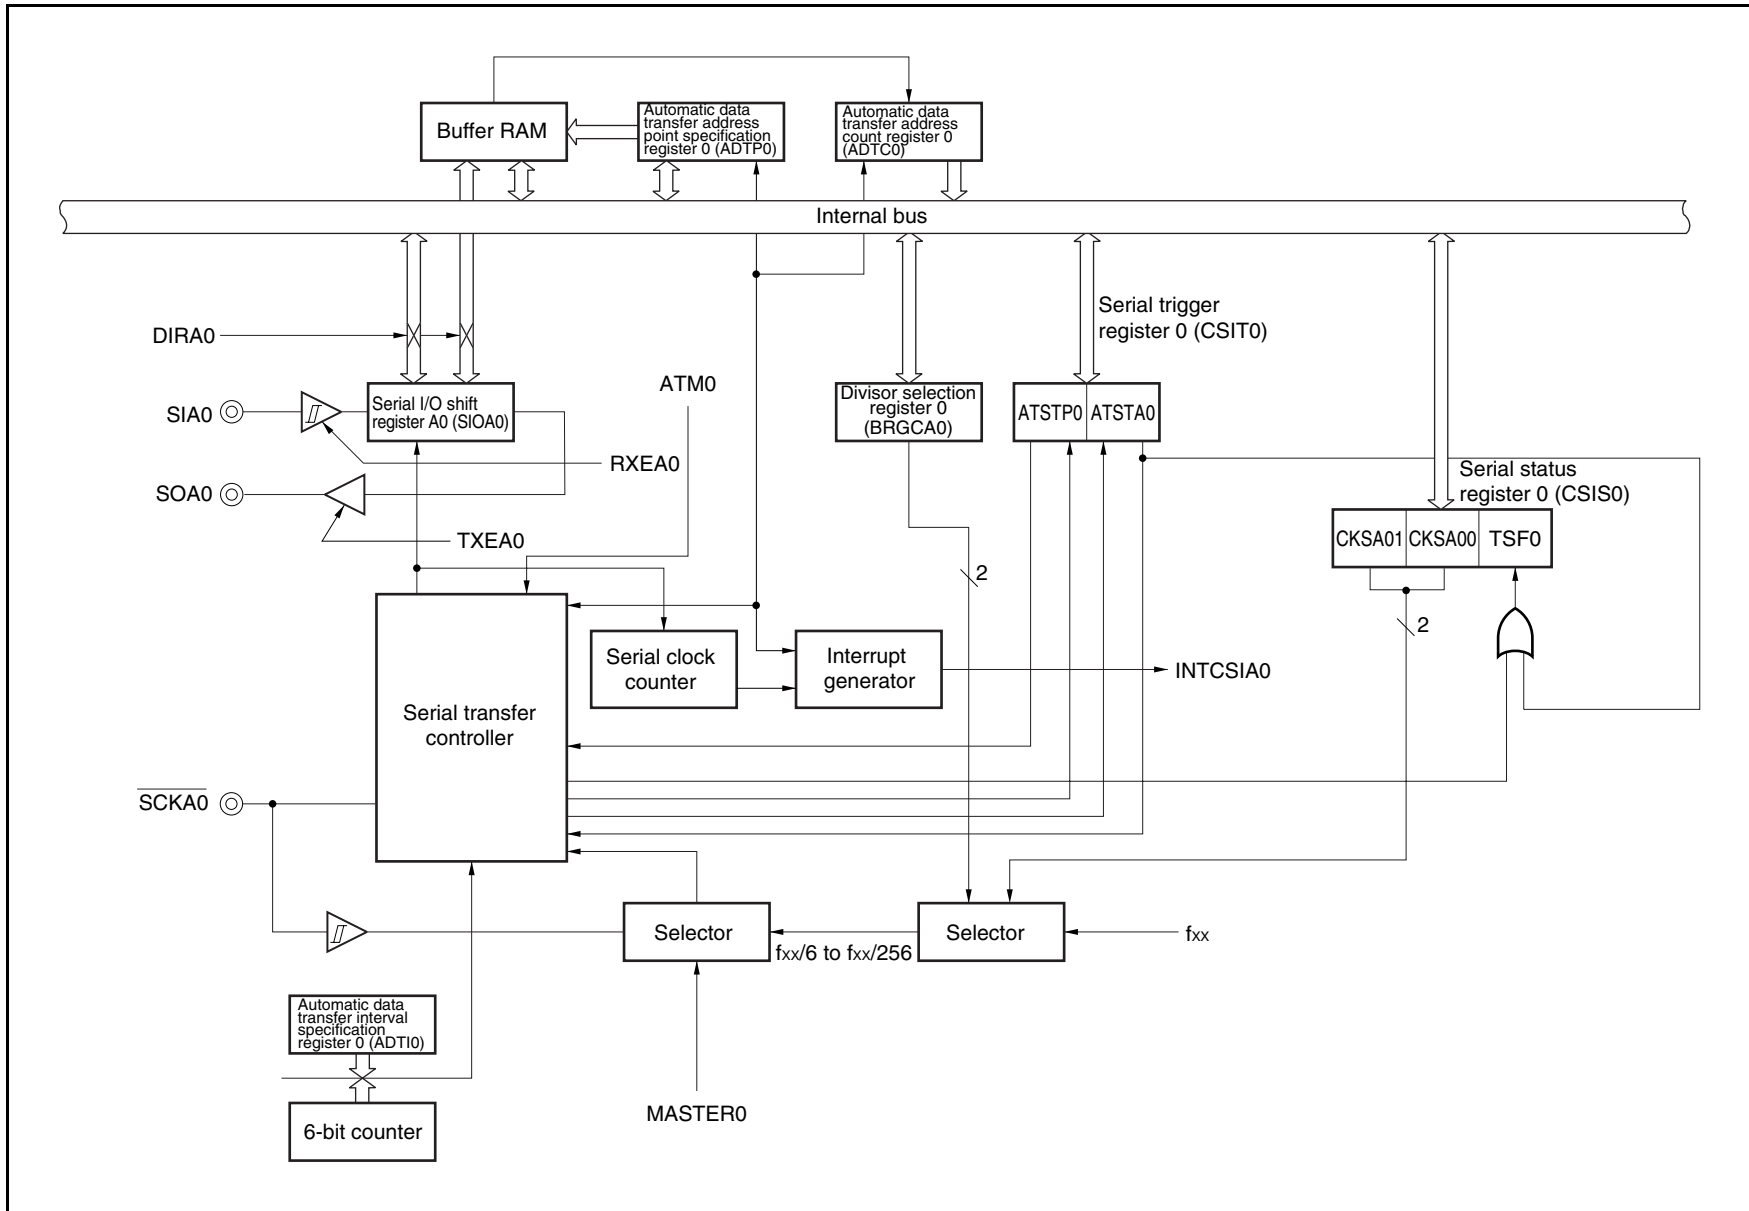 Buffer RAM
Automatic data
transfer address
point specification
register 0 (ADTP0)
Automatic data
transfer address
count register 0
(ADTC0)
Internal bus
DIRA0
Serial trigger
register 0 (CSIT0)
ATM0
SIA0
Serial I/O shift
register A0 (SIOA0)
Divisor selection
register 0
(BRGCA0)
ATSTP0
ATSTA0
RXEA0
SOA0
Serial status
register 0 (CSIS0)
TXEA0
CKSA01
CKSA00
TSF0
2
2
Serial clock
counter
Interrupt
generator
INTCSIA0
Serial transfer
controller
SCKA0
Selector
fxx/6 to fxx/256
Selector
fxx
Automatic data
transfer interval
specification
register 0 (ADTI0)
MASTER0
6-bit counter